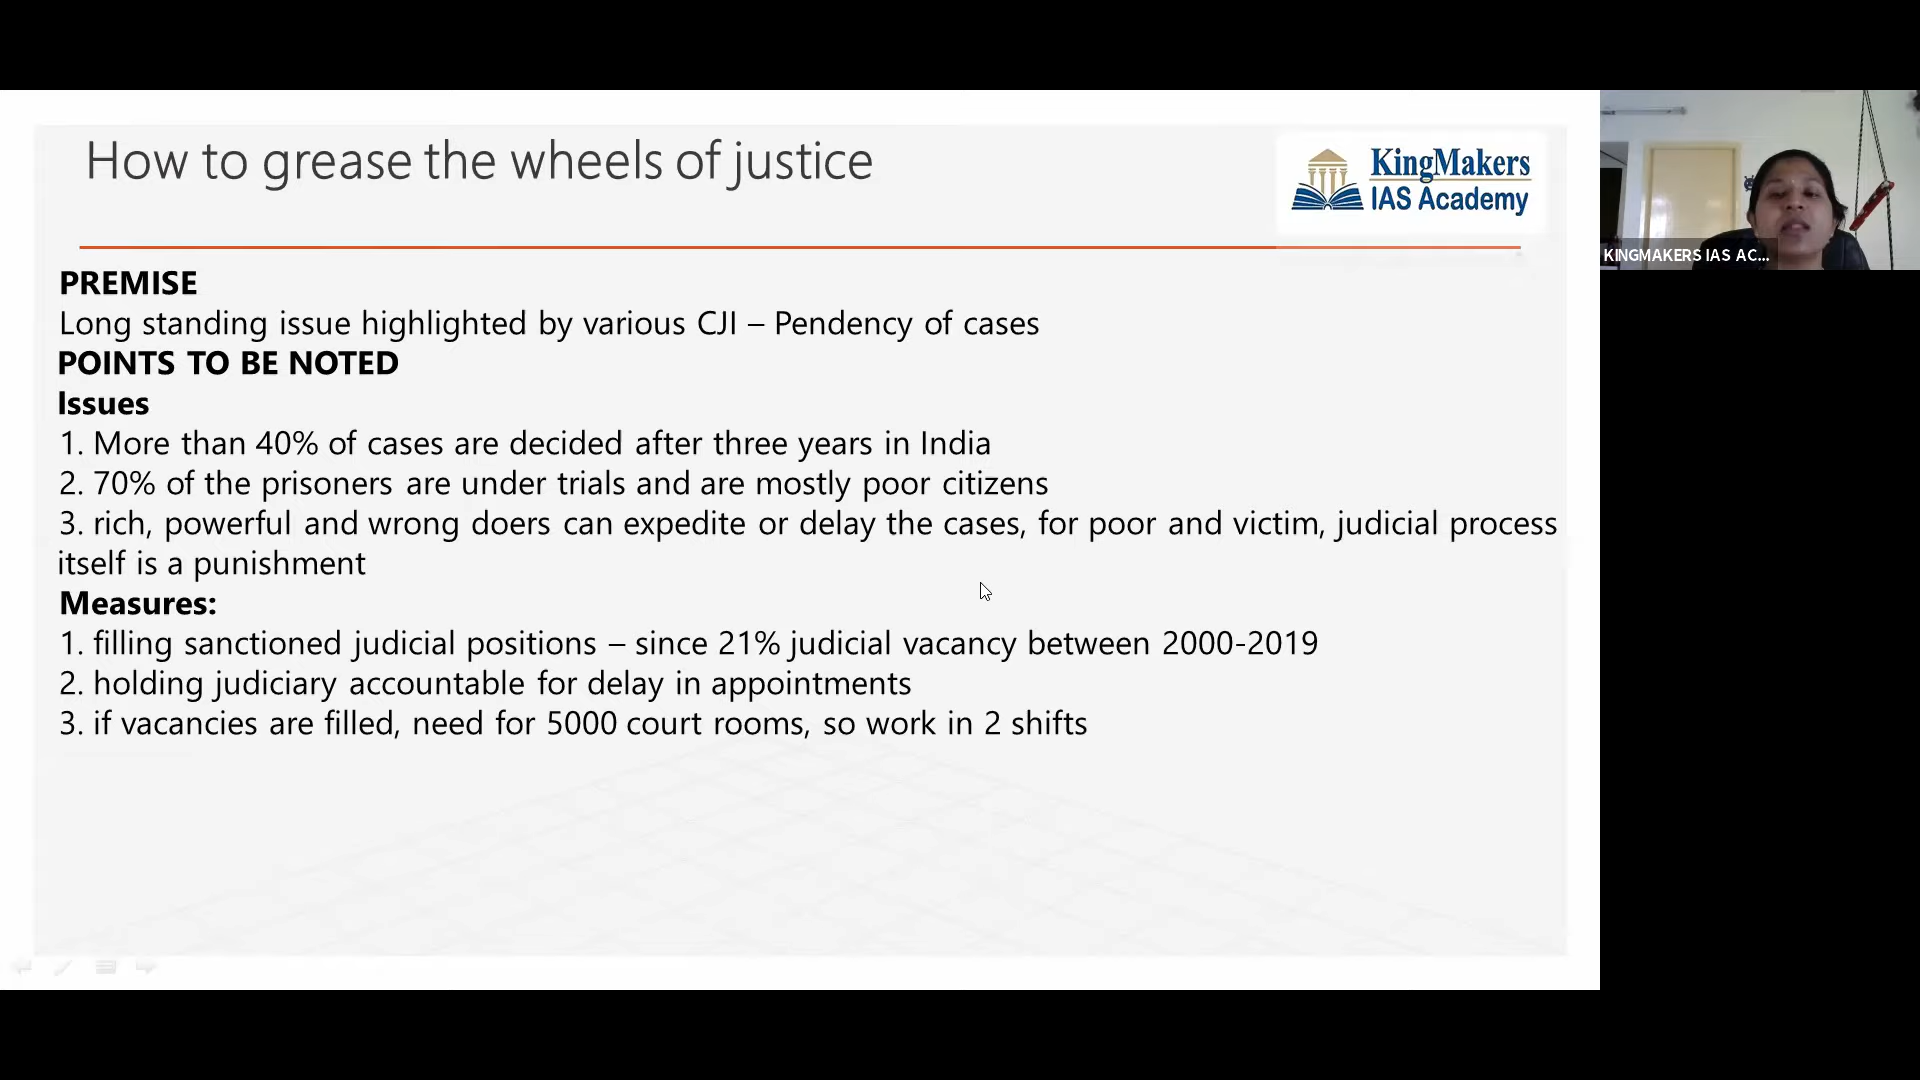 How to grease the wheels of justice
KingMakers
IAS Academy
KINGMAKERS IAS AC...
PREMISE
Long standing issue highlighted by various CJI – Pendency of cases
POINTS TO BE NOTED
Issues
1. More than 40% of cases are decided after three years in India
2. 70% of the prisoners are under trials and are mostly poor citizens
3. rich, powerful and wrong doers can expedite or delay the cases, for poor and victim, judicial process
itself is a punishment
Measures:
1. filling sanctioned judicial positions – since 21% judicial vacancy between 2000-2019
2. holding judiciary accountable for delay in appointments
3. if vacancies are filled, need for 5000 court rooms, so work in 2 shifts